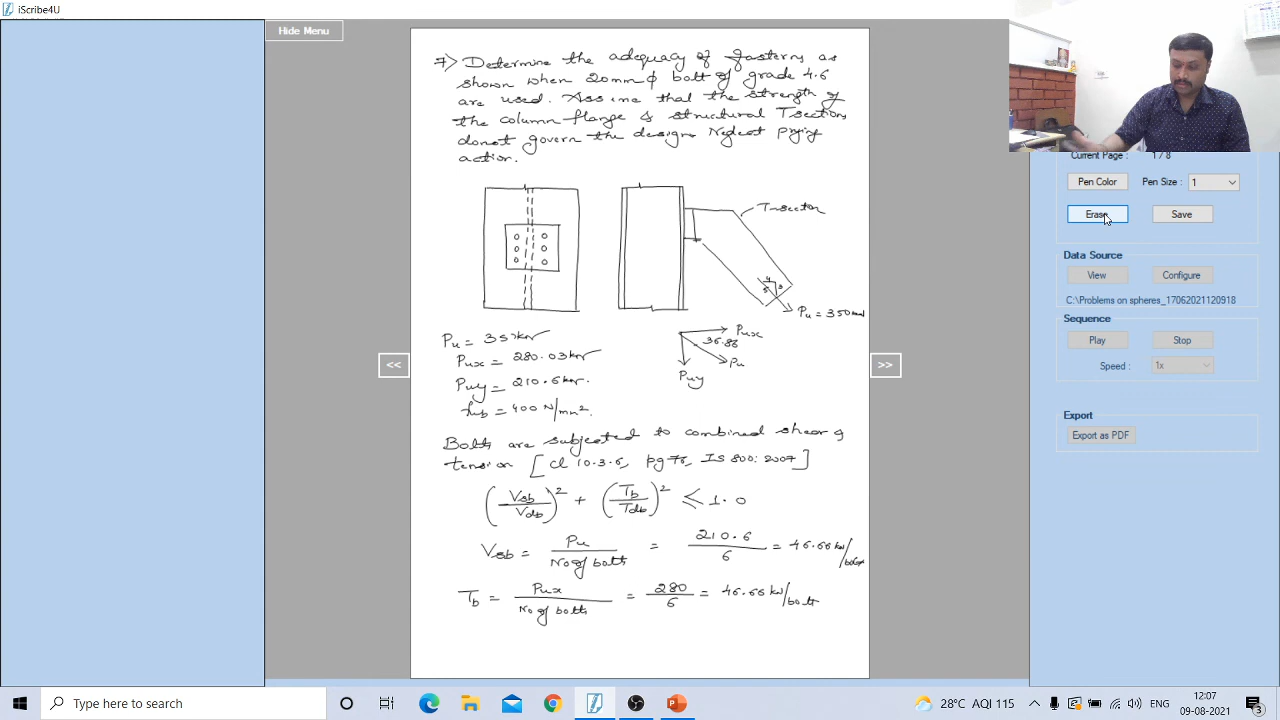 iScribe4U
Hide Menu
7) Determine the adequacy of fasterns as
shown when 20mm ϕ bolt of grade 4.6
are used. Assume that the strength of
the column flange & structural T section
donot govern the design. Neglect prying
action.
T-section
4
5 3
Pu = 350
Pu = 350kN
Pux = 280.03kN
Puy = 210.6kN.
fub = 400 N/mm².
Pux
36.86
Pu
Puy
Bolts are subjected to combined shear &
tension [Cl 10.3.6, pg 76, IS 800:2007]
(Vsb/Vdb)² + (Tb/Tdb)² ≤ 1.0
Vsb = Pu/No of bolts = 210.6/6 = 46.66 kN/bolt
Tb = Pux/No of bolts = 280/6 = 46.66 kN/bolt
<<
>>
Current Page : 1 / 8
Pen Color Pen Size : 1
Erase Save
Data Source
View Configure
C:\Problems on spheres_17062021120918
Sequence
Play Stop
Speed : 1x
Export
Export as PDF
Type here to search
28°C AQI 115
ENG
12:07
09-08-2021
3